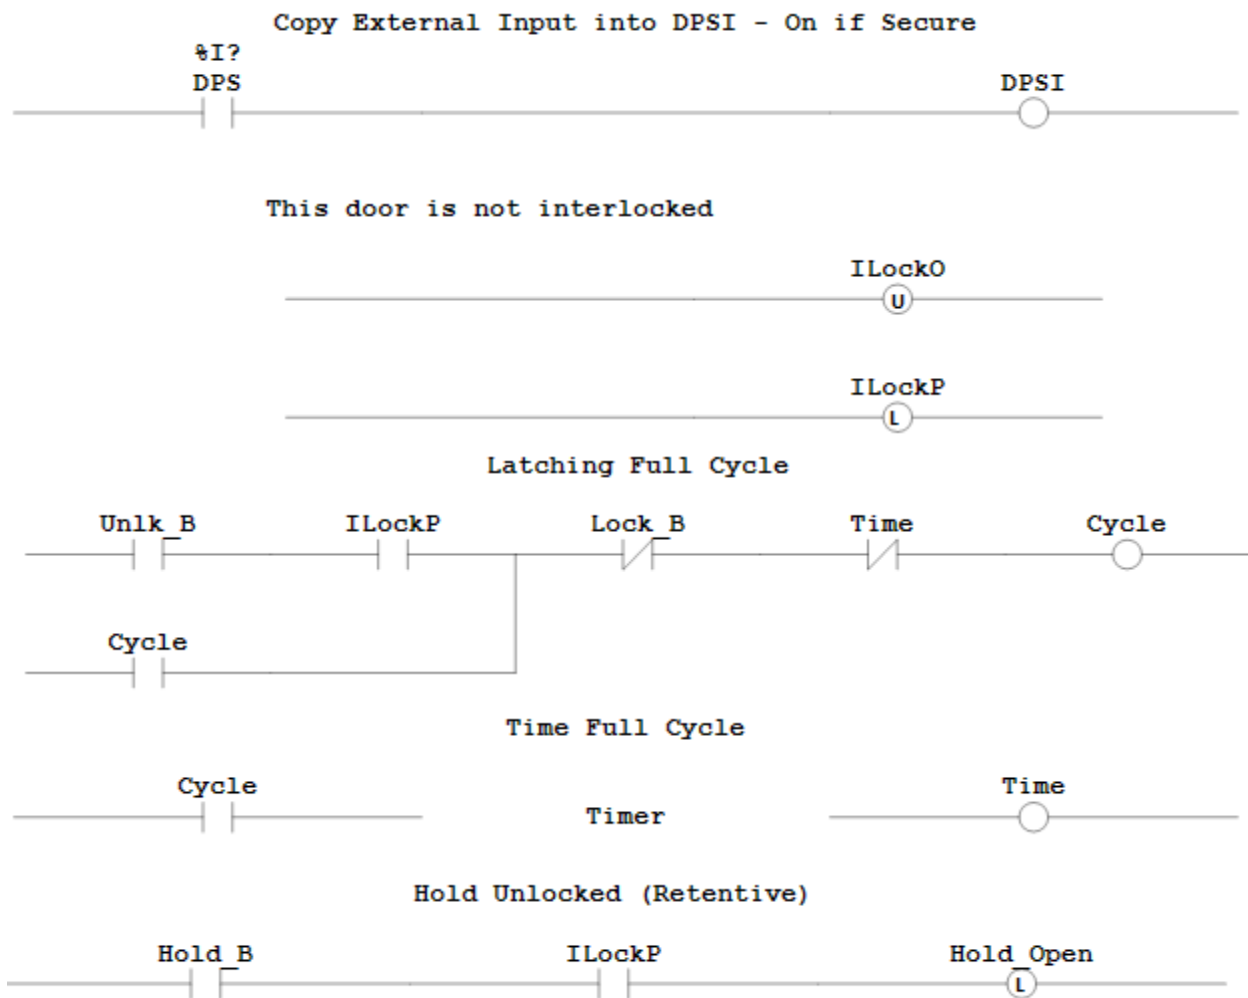 Copy External Input into DPSI - On if Secure
%I?
DPS DPSI
This door is not interlocked
ILockO
U
ILockP
L
Latching Full Cycle
Unlk_B ILockP Lock_B Time Cycle
Cycle
Time Full Cycle
Cycle Time
Timer
Hold Unlocked (Retentive)
Hold_B ILockP Hold_Open
L